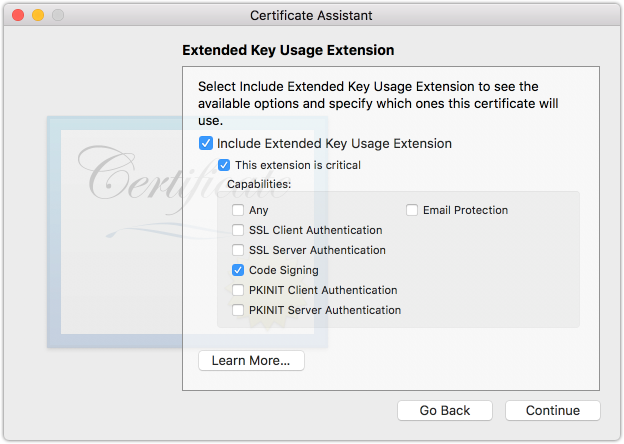 Certificate Assistant
Extended Key Usage Extension
Select Include Extended Key Usage Extension to see the
available options and specify which ones this certificate will
use.
Certificate
Include Extended Key Usage Extension
This extension is critical
Capabilities:
Any
Email Protection
SSL Client Authentication
SSL Server Authentication
Code Signing
PKINIT Client Authentication
PKINIT Server Authentication
Learn More...
Go Back
Continue